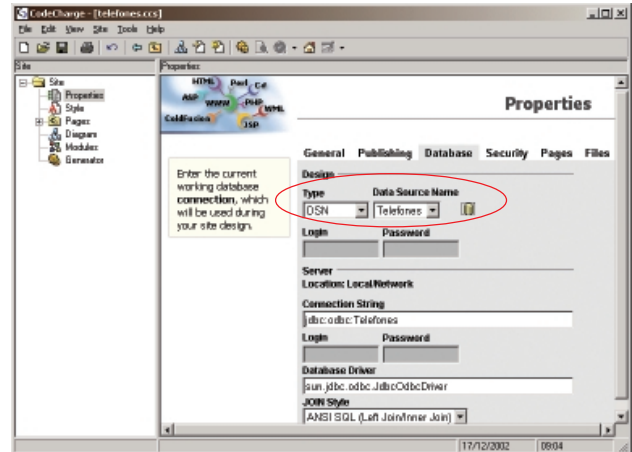 CodeCharge - [telefones.ccs]
File Edit View Site Tools Help
Site
Properties
Site
Properties
Style
Pages
Diagram
Modules
Generator
HTML Perl C#
ASP WWW PHP WML
ColdFusion JSP
Properties
General Publishing Database Security Pages Files
Enter the current
working database
connection, which
will be used during
your site design.
Design
Type Data Source Name
DSN Telefones
Login Password
Server
Location: Local/Network
Connection String
jdbc:odbc:Telefones
Login Password
Database Driver
sun.jdbc.odbc.JdbcOdbcDriver
JOIN Style
ANSI SQL (Left Join/Inner Join)
17/12/2002 09:04